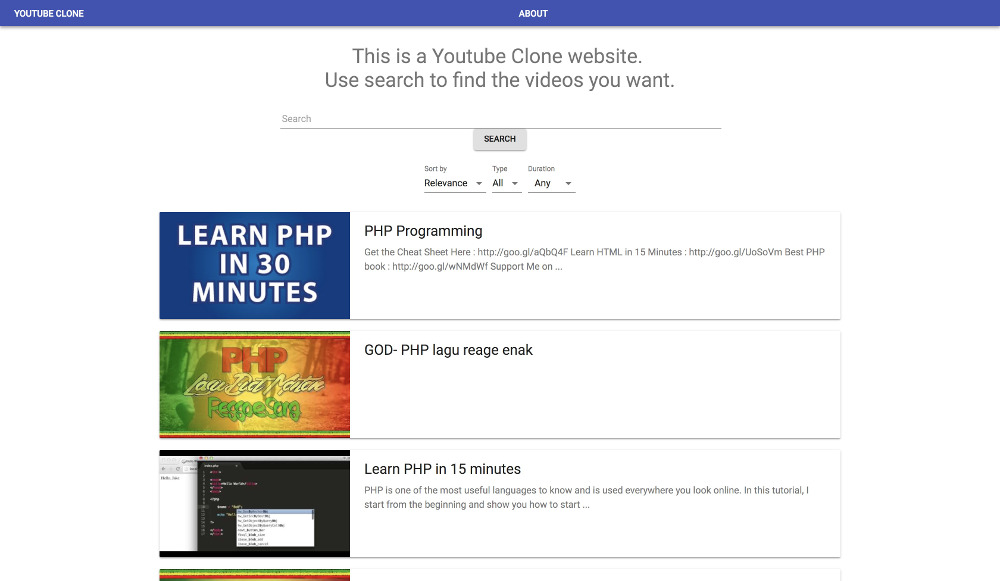 YOUTUBE CLONE
ABOUT
This is a Youtube Clone website.
Use search to find the videos you want.
Search
SEARCH
Sort by
Type
Duration
Relevance
All
Any
LEARN PHP
IN 30
MINUTES
PHP Programming
Get the Cheat Sheet Here : http://goo.gl/aQbQ4F Learn HTML in 15 Minutes : http://goo.gl/UoSoVm Best PHP
book : http://goo.gl/wNMdWf Support Me on ...
PHP
Lagu Buat Mantan
ReggaeSong
GOD- PHP lagu reage enak
Learn PHP in 15 minutes
PHP is one of the most useful languages to know and is used everywhere you look online. In this tutorial, I
start from the beginning and show you how to start ...